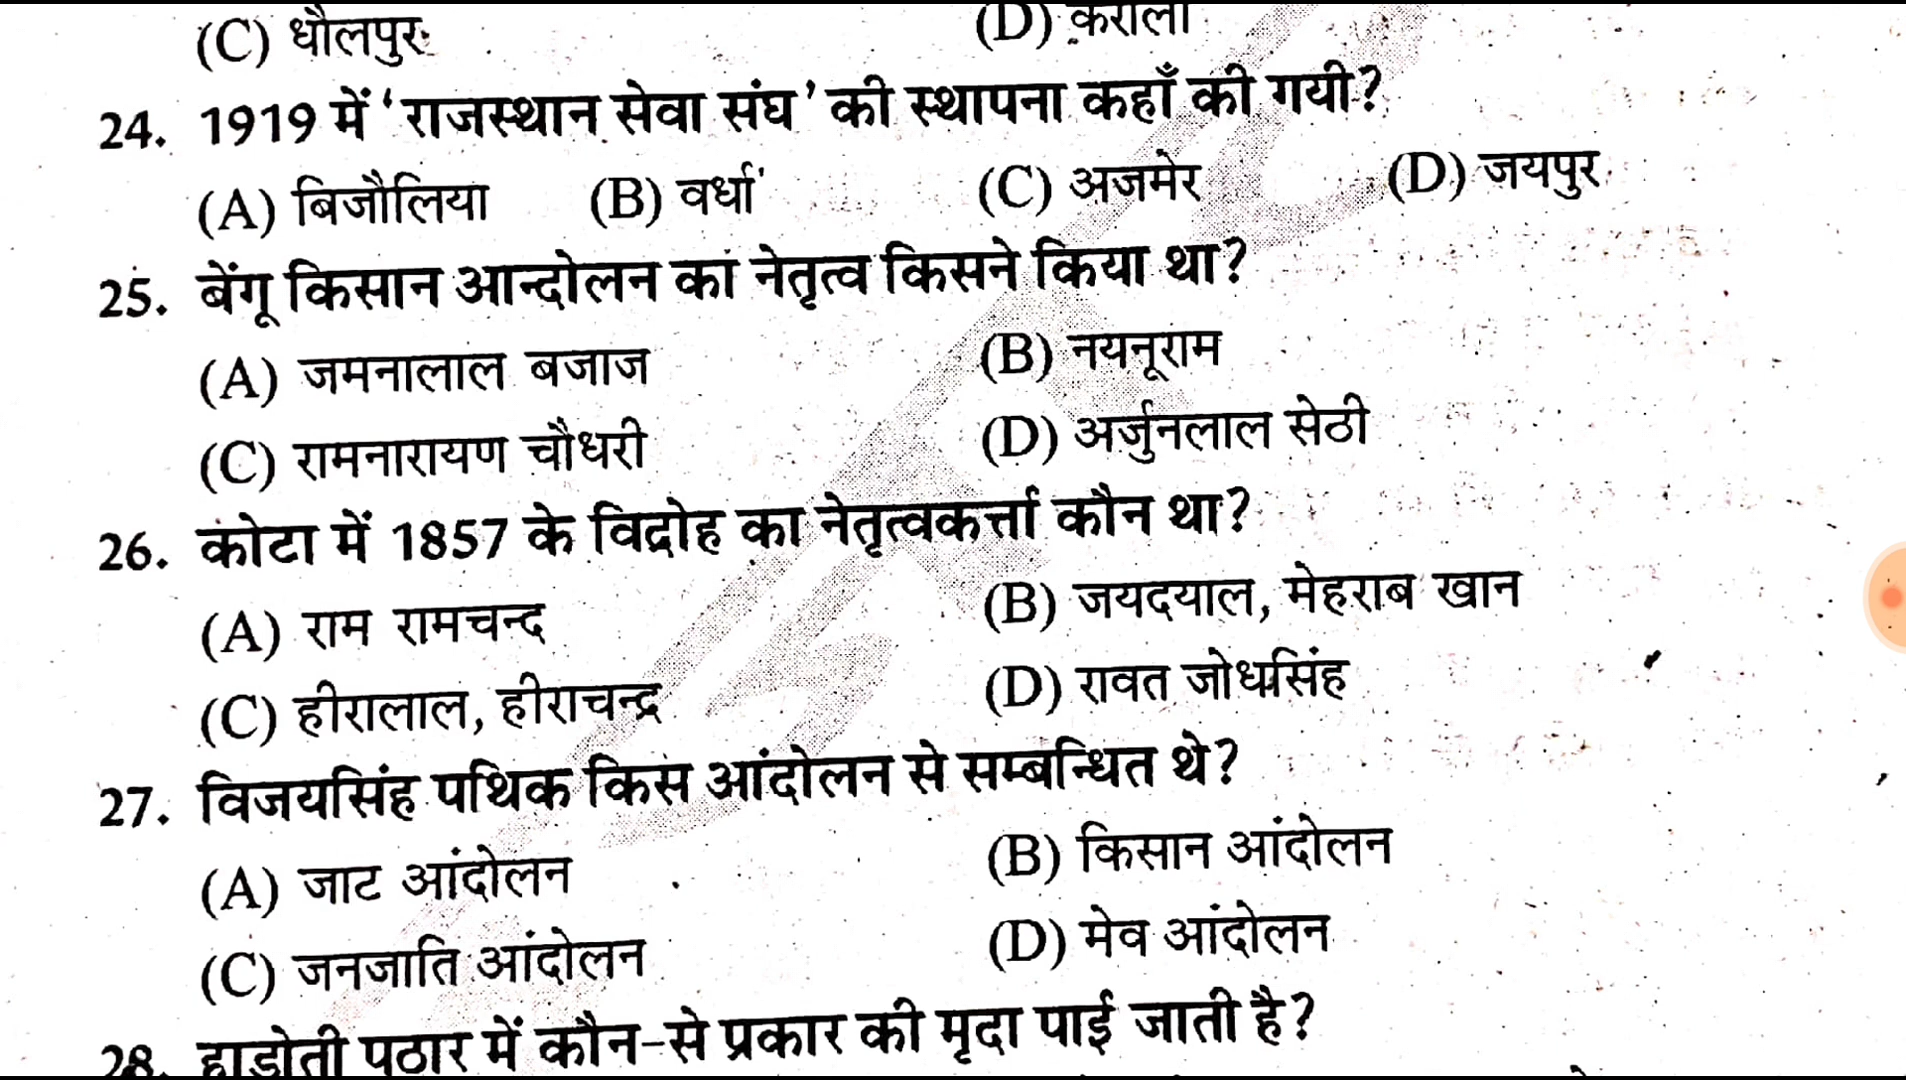 (C) धौलपुर
(D) करौली
24. 1919 में ‘राजस्थान सेवा संघ’ की स्थापना कहाँ की गयी?
(A) बिजौलिया (B) वर्धा (C) अजमेर (D) जयपुर
25. बेंगू किसान आन्दोलन का नेतृत्व किसने किया था?
(A) जमनालाल बजाज (B) नयनूराम
(C) रामनारायण चौधरी (D) अर्जुनलाल सेठी
26. कोटा में 1857 के विद्रोह का नेतृत्वकर्त्ता कौन था?
(A) राम रामचन्द (B) जयदयाल, मेहराब खान
(C) हीरालाल, हीराचन्द्र (D) रावत जोधसिंह
27. विजयसिंह पथिक किस आंदोलन से सम्बन्धित थे?
(A) जाट आंदोलन (B) किसान आंदोलन
(C) जनजाति आंदोलन (D) मेव आंदोलन
28. हाड़ोती पठार में कौन-से प्रकार की मृदा पाई जाती है?